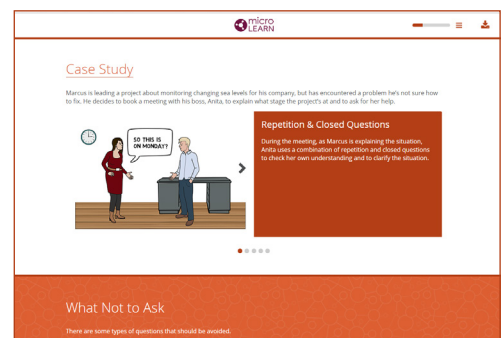 micro
LEARN
Case Study
Marcus is leading a project about monitoring changing sea levels for his company, but has encountered a problem he's not sure how
to fix. He decides to book a meeting with his boss, Anita, to explain what stage the project's at and to ask for her help.
SO THIS IS
ON MONDAY?
Repetition & Closed Questions
During the meeting, as Marcus is explaining the situation,
Anita uses a combination of repetition and closed questions
to check her own understanding and to clarify the situation.
What Not to Ask
There are some types of questions that should be avoided.